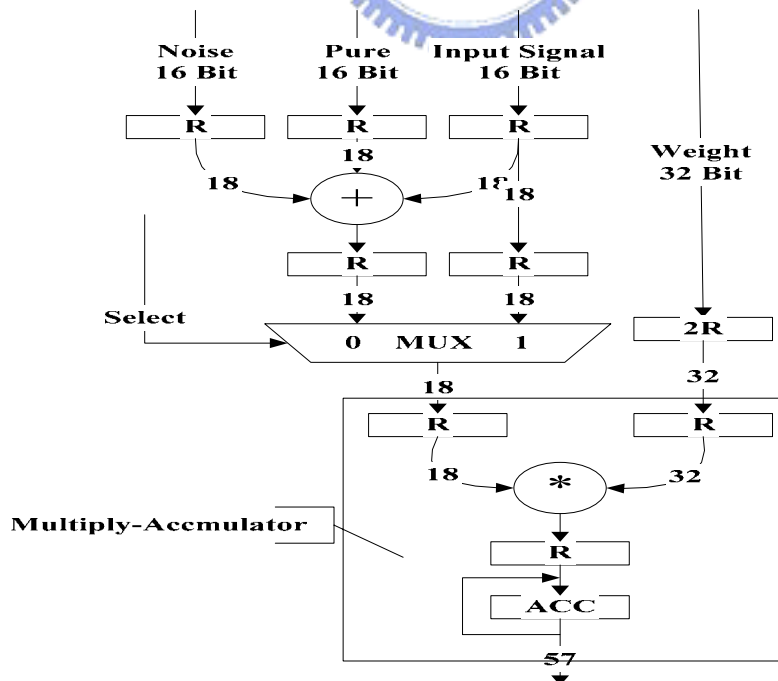 Noise
16 Bit
Pure
16 Bit
Input Signal
16 Bit
R
R
R
Weight
32 Bit
18
18
18
18
+
R
R
18
18
Select
2R
0 MUX 1
32
18
R
R
18
32
*
Multiply-Accmulator
R
ACC
57